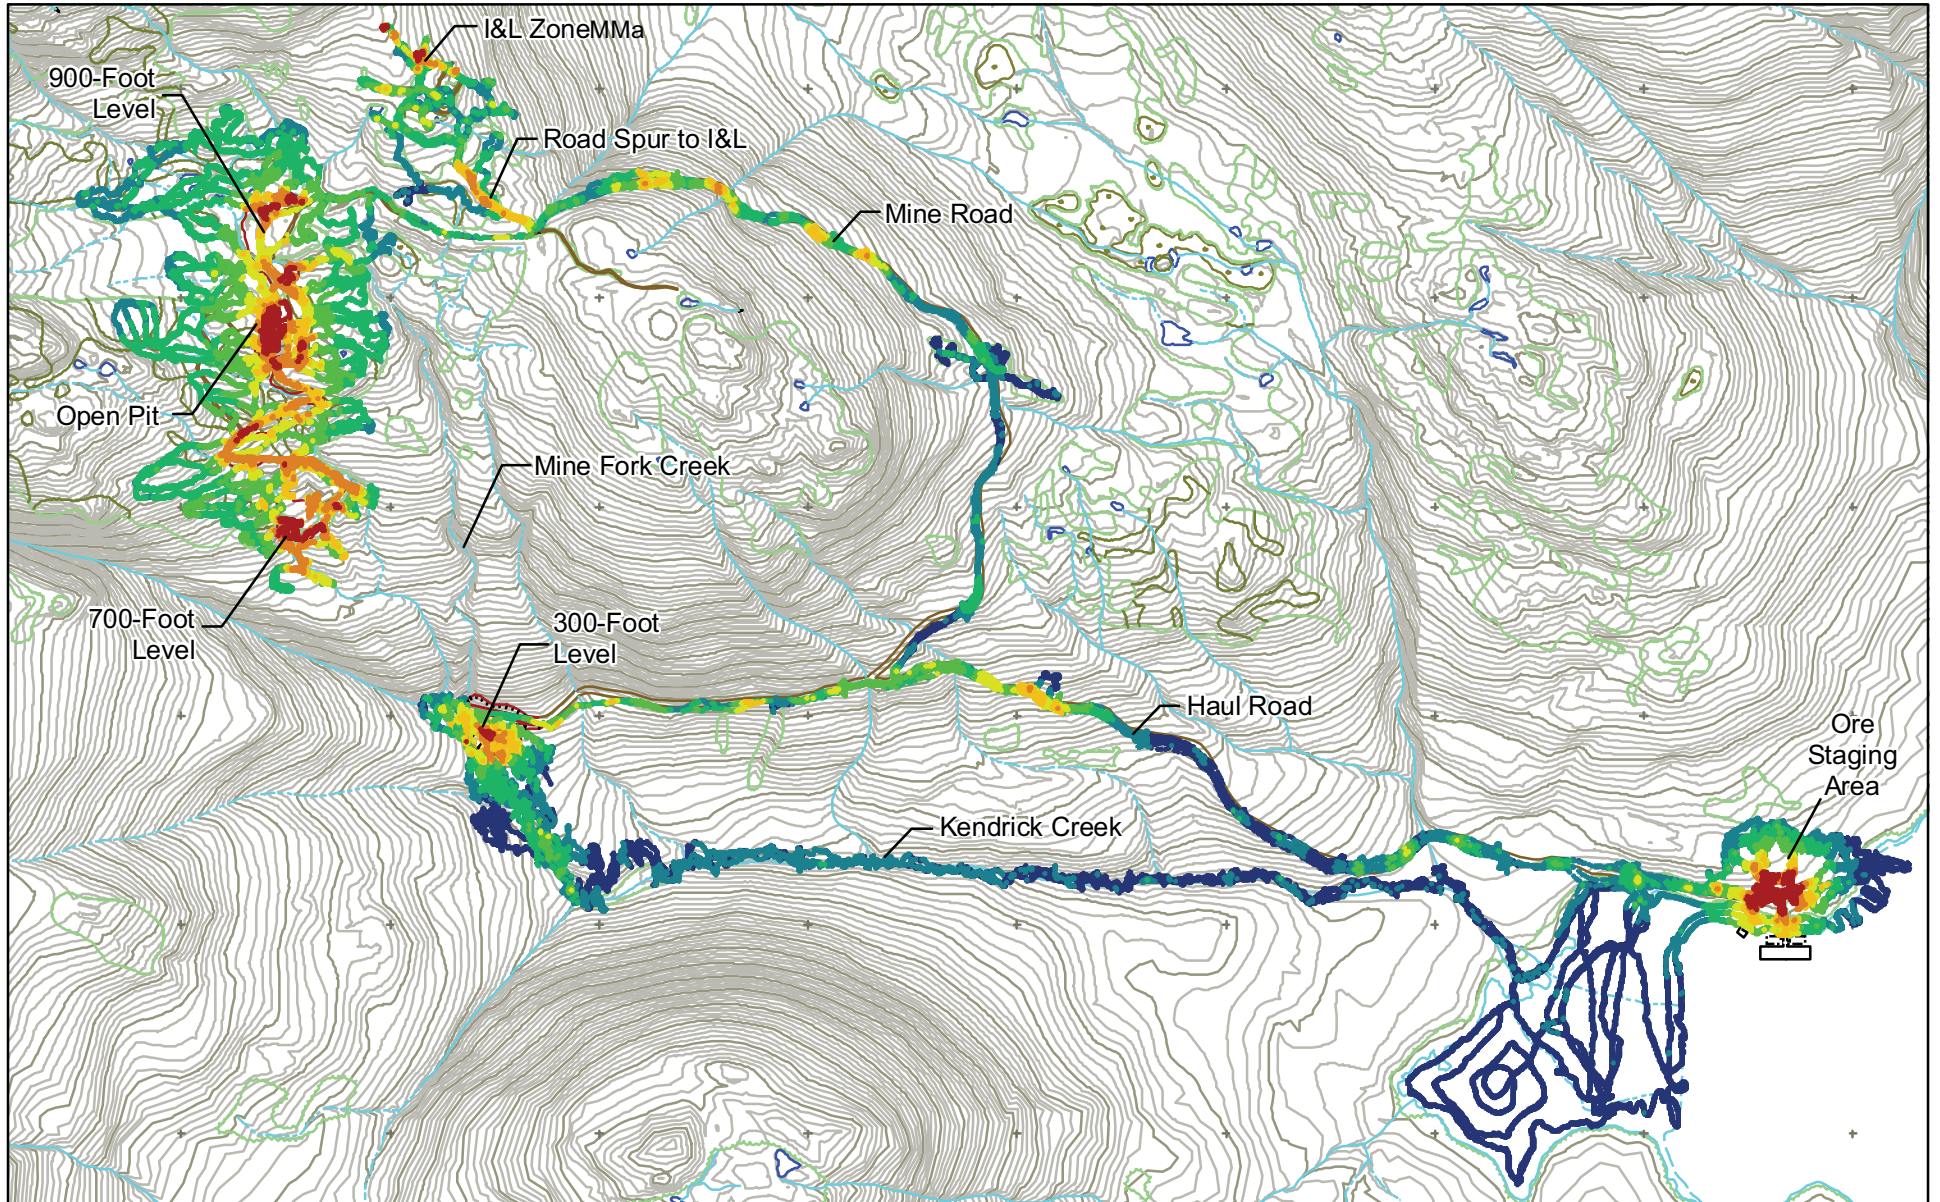 I&L ZoneMMa
900-Foot
Level
Road Spur to I&L
Mine Road
Open Pit
Mine Fork Creek
700-Foot
Level
300-Foot
Level
Haul Road
Ore
Staging
Area
Kendrick Creek